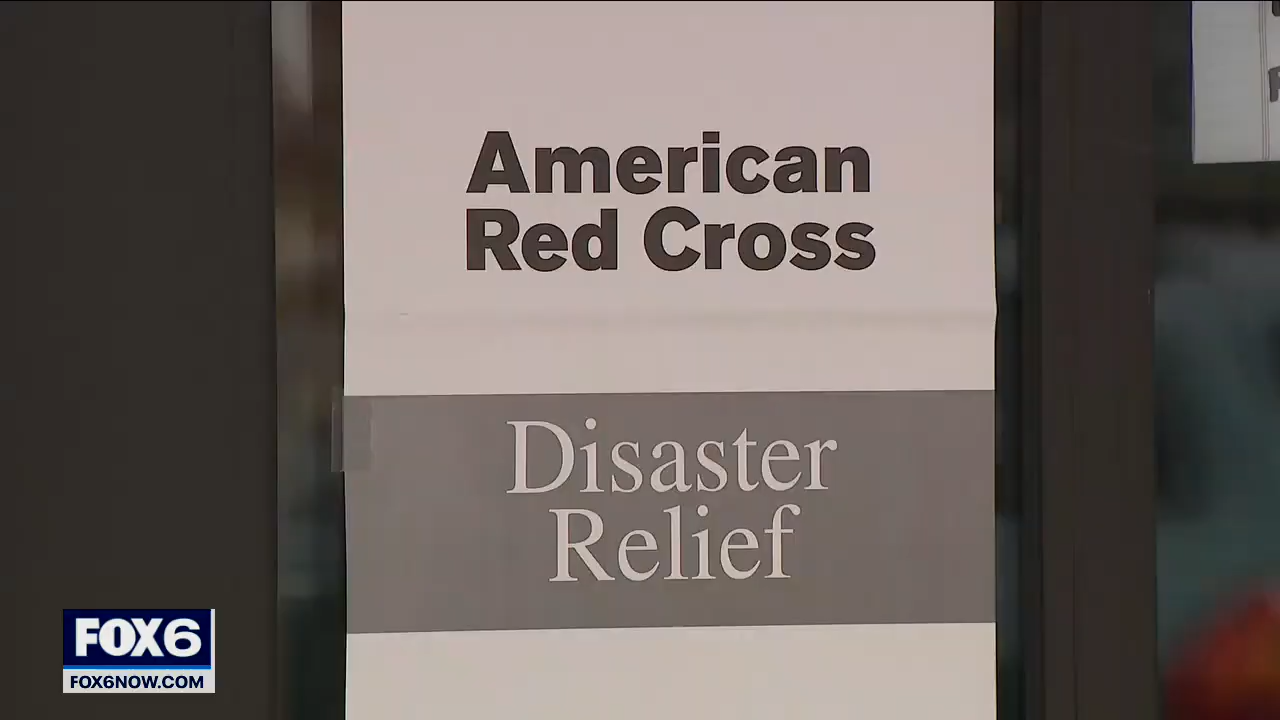 American
Red Cross
Disaster
Relief
FOX6
FOX6NOW.COM